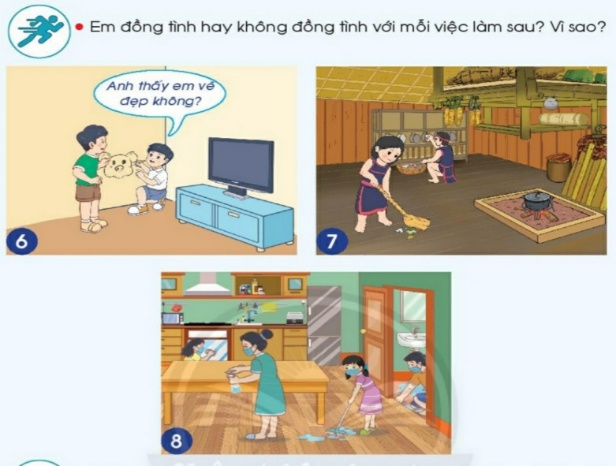 • Em đồng tình hay không đồng tình với mỗi việc làm sau? Vì sao?
Anh thấy em vẽ
đẹp không?
6
7
8